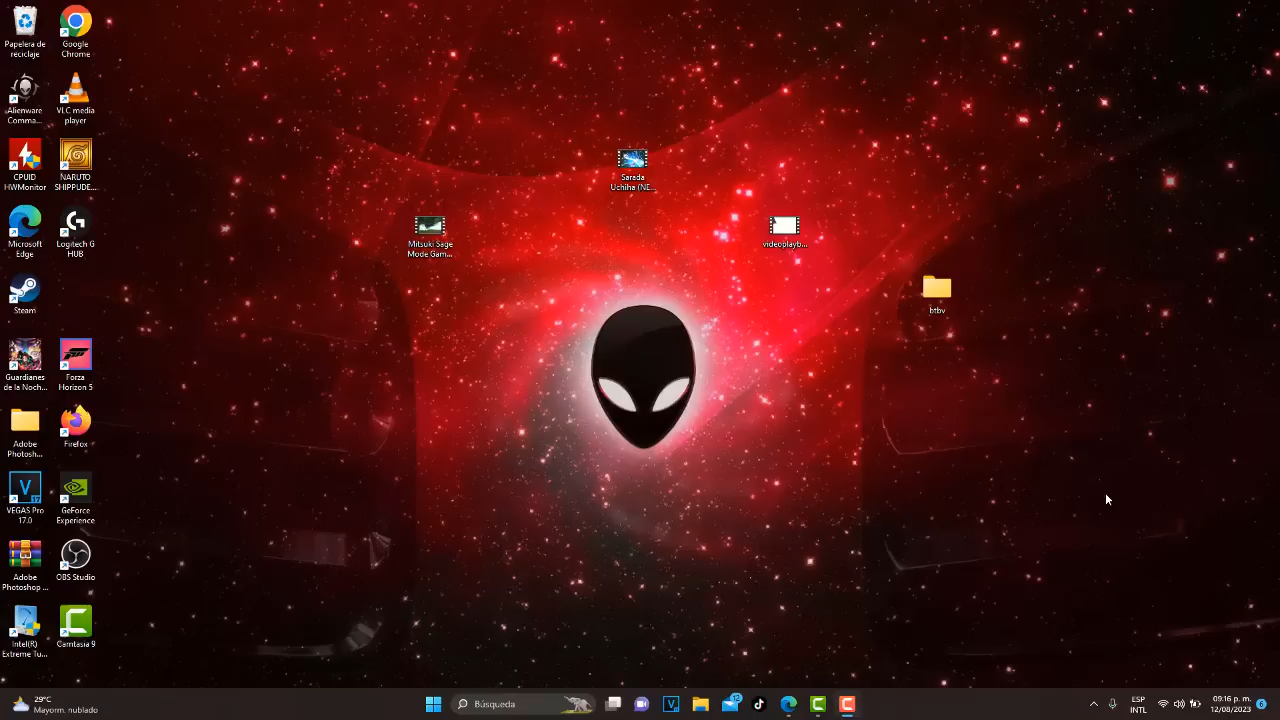 Papelera de
reciclaje
Google
Chrome
Alienware
Comma...
VLC media
player
CPUID
HWMonitor
NARUTO
SHIPPUDE...
Microsoft
Edge
Logitech G
HUB
Steam
Guardianes
de la Noch...
Forza
Horizon 5
Adobe
Photosh...
Firefox
VEGAS Pro
17.0
GeForce
Experience
Adobe
Photoshop ...
OBS Studio
Intel(R)
Extreme Tu...
Camtasia 9
Sarada
Uchiha (NE...
Mitsuki Sage
Mode Gam...
videoplayb...
btbv
29°C
Mayorm. nublado
Búsqueda
12
ESP
INTL
09:16 p. m.
12/08/2023
6